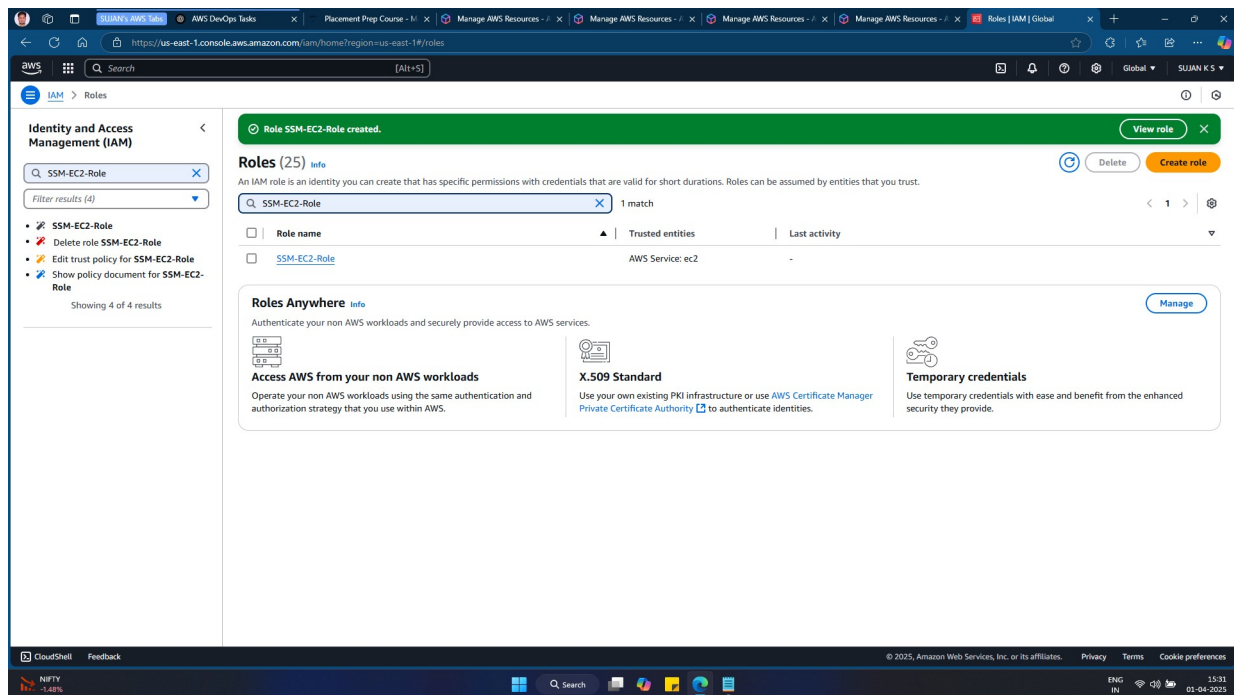 SUJAN's AWS Tabs
AWS DevOps Tasks
Placement Prep Course - M
Manage AWS Resources - A
Manage AWS Resources - A
Manage AWS Resources - A
Manage AWS Resources - A
Roles | IAM | Global
https://us-east-1.console.aws.amazon.com/iam/home?region=us-east-1#/roles
aws
Search
[Alt+S]
Global
SUJAN K S
IAM > Roles
Identity and Access Management (IAM)
SSM-EC2-Role
Filter results (4)
SSM-EC2-Role
Delete role SSM-EC2-Role
Edit trust policy for SSM-EC2-Role
Show policy document for SSM-EC2-
Role
Showing 4 of 4 results
Role SSM-EC2-Role created.
View role
Roles (25) Info
Delete
Create role
An IAM role is an identity you can create that has specific permissions with credentials that are valid for short durations. Roles can be assumed by entities that you trust.
SSM-EC2-Role
1 match
1
Role name
Trusted entities
Last activity
SSM-EC2-Role
AWS Service: ec2
-
Roles Anywhere Info
Manage
Authenticate your non AWS workloads and securely provide access to AWS services.
Access AWS from your non AWS workloads
Operate your non AWS workloads using the same authentication and
authorization strategy that you use within AWS.
X.509 Standard
Use your own existing PKI infrastructure or use AWS Certificate Manager
Private Certificate Authority to authenticate identities.
Temporary credentials
Use temporary credentials with ease and benefit from the enhanced
security they provide.
CloudShell
Feedback
© 2025, Amazon Web Services, Inc. or its affiliates.
Privacy
Terms
Cookie preferences
NIFTY
-1.48%
Search
ENG
IN
15:31
01-04-2025